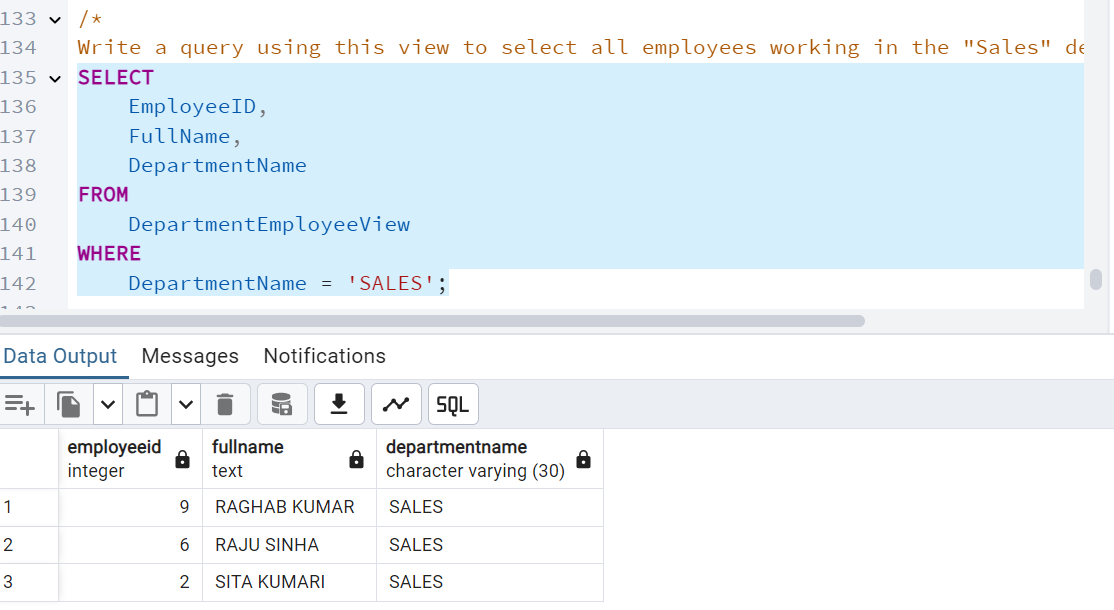 133 /*
134 Write a query using this view to select all employees working in the "Sales"
135 SELECT
136 EmployeeID,
137 FullName,
138 DepartmentName
139 FROM
140 DepartmentEmployeeView
141 WHERE
142 DepartmentName = 'SALES';
Data Output Messages Notifications
SQL
employeeid fullname departmentname
integer text character varying (30)
1 9 RAGHAB KUMAR SALES
2 6 RAJU SINHA SALES
3 2 SITA KUMARI SALES